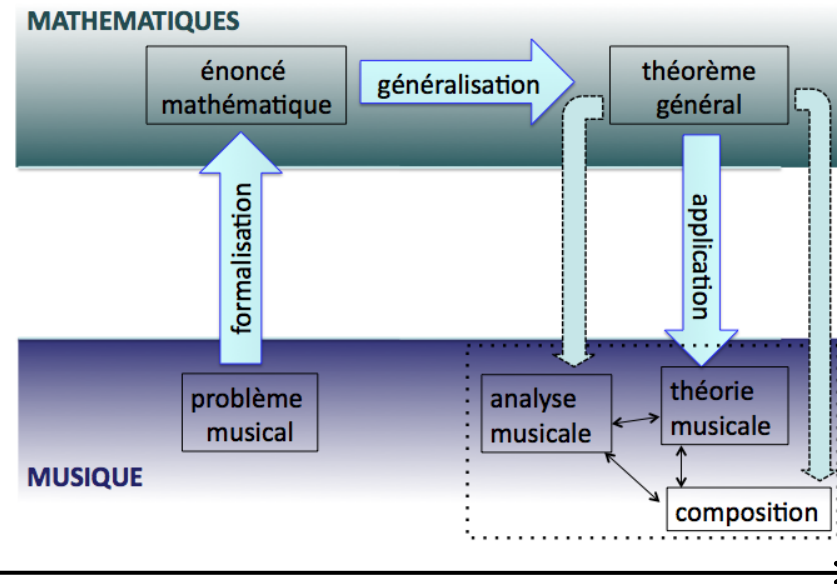 MATHEMATIQUES
énoncé
mathématique
généralisation
théorème
général
formalisation
application
problème
musical
analyse
musicale
théorie
musicale
MUSIQUE
composition